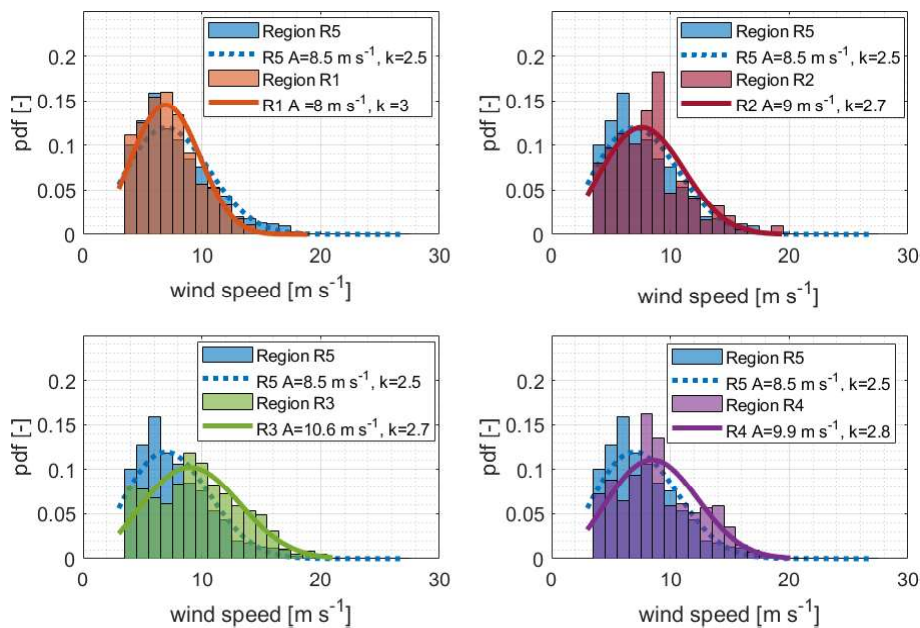 0.2
0.15
0.1
0.05
0
pdf [-]
Region R5
R5 A=8.5 m s⁻¹, k=2.5
Region R1
R1 A =8 m s⁻¹, k =3
0 10 20 30
wind speed [m s⁻¹]
0.2
0.15
0.1
0.05
0
pdf [-]
Region R5
R5 A=8.5 m s⁻¹, k=2.5
Region R2
R2 A=9 m s⁻¹, k=2.7
0 10 20 30
wind speed [m s⁻¹]
0.2
0.15
0.1
0.05
0
pdf [-]
Region R5
R5 A=8.5 m s⁻¹, k=2.5
Region R3
R3 A=10.6 m s⁻¹, k=2.7
0 10 20 30
wind speed [m s⁻¹]
0.2
0.15
0.1
0.05
0
pdf [-]
Region R5
R5 A=8.5 m s⁻¹, k=2.5
Region R4
R4 A=9.9 m s⁻¹, k=2.8
0 10 20 30
wind speed [m s⁻¹]